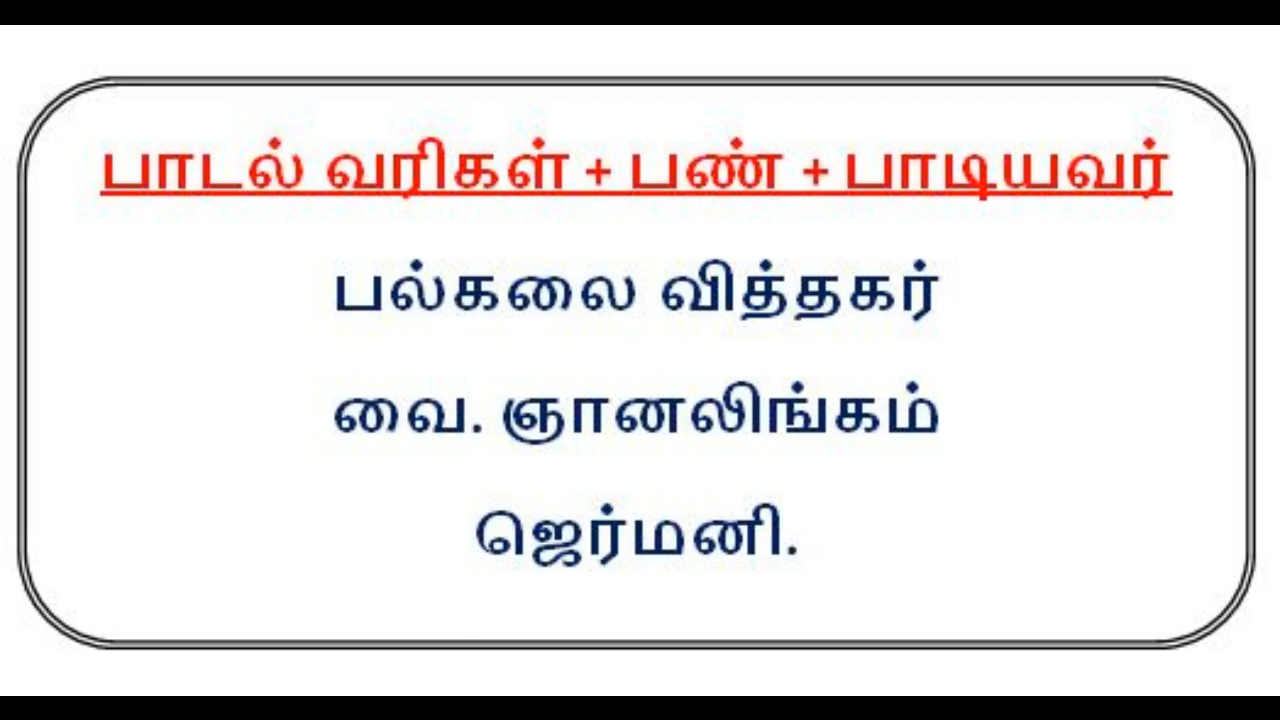 பாடல் வரிகள் + பண் + பாடியவர்
பல்கலை வித்தகர்
வை. ஞானலிங்கம்
ஜெர்மனி.